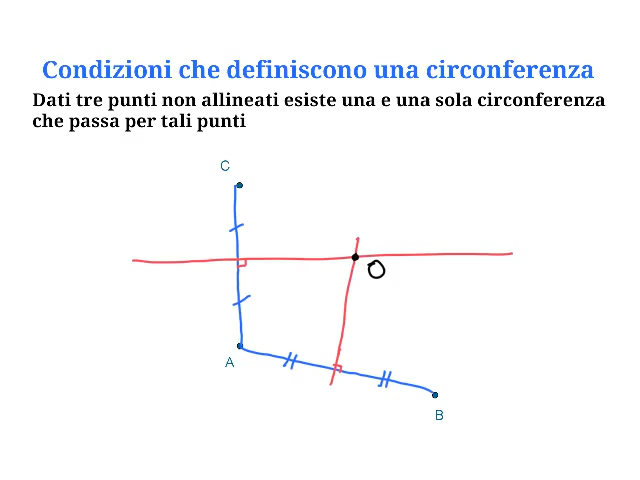 Condizioni che definiscono una circonferenza
Dati tre punti non allineati esiste una e una sola circonferenza
che passa per tali punti
C
O
A
B